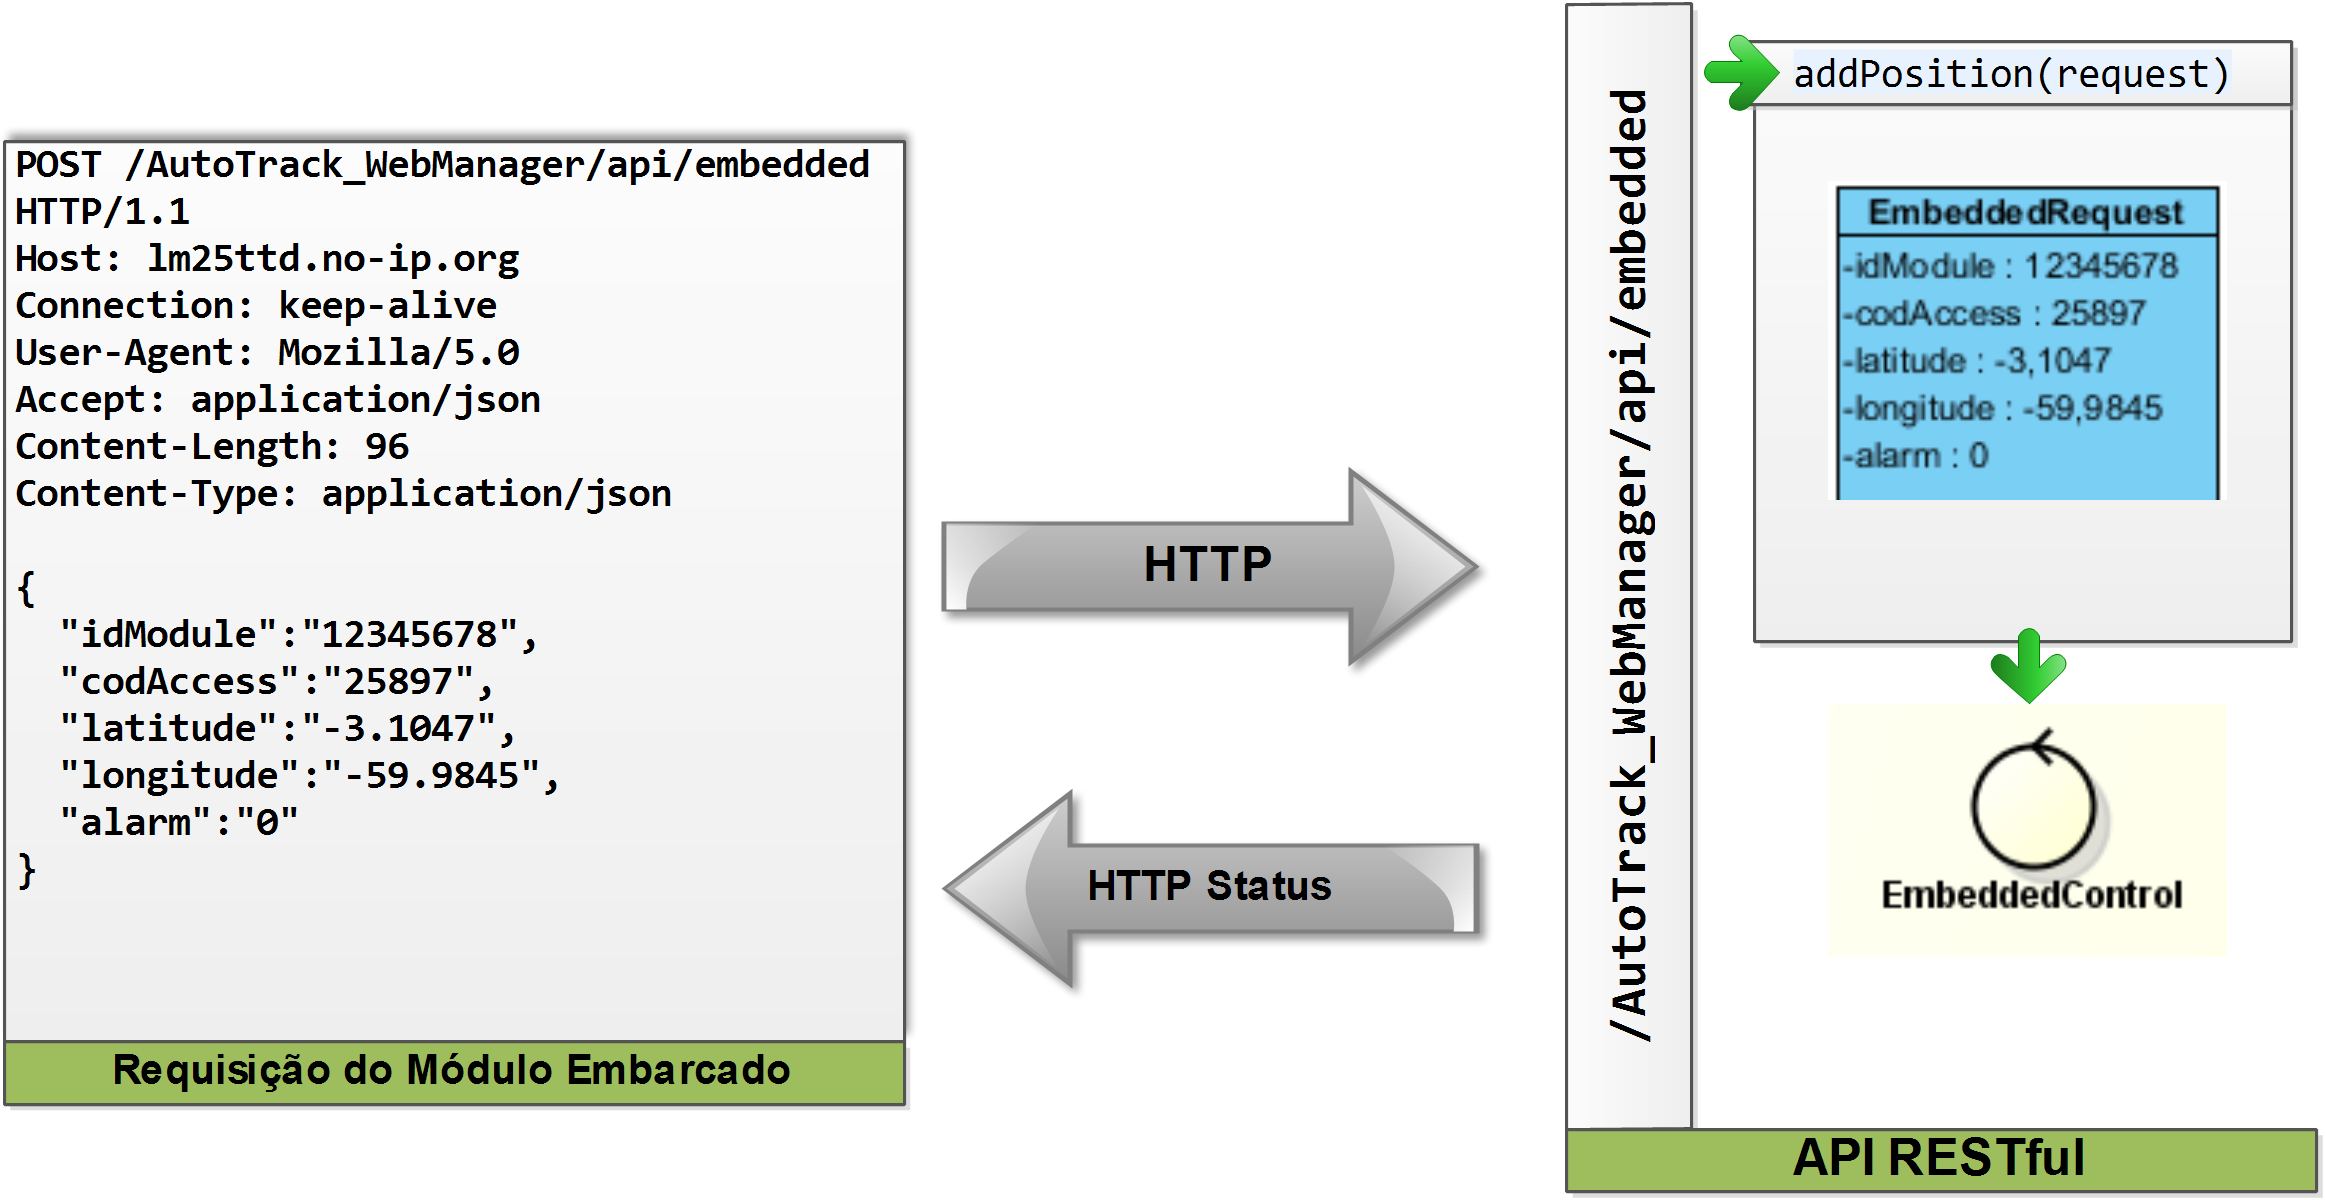 POST /AutoTrack_WebManager/api/embedded
HTTP/1.1
Host: lm25ttd.no-ip.org
Connection: keep-alive
User-Agent: Mozilla/5.0
Accept: application/json
Content-Length: 96
Content-Type: application/json
{
"idModule":"12345678",
"codAccess":"25897",
"latitude":"-3.1047",
"longitude":"-59.9845",
"alarm":"0"
}
Requisição do Módulo Embarcado
HTTP
HTTP Status
/AutoTrack_WebManager/api/embedded
addPosition(request)
EmbeddedRequest
-idModule : 12345678
-codAccess : 25897
-latitude : -3,1047
-longitude : -59,9845
-alarm : 0
EmbeddedControl
API RESTful